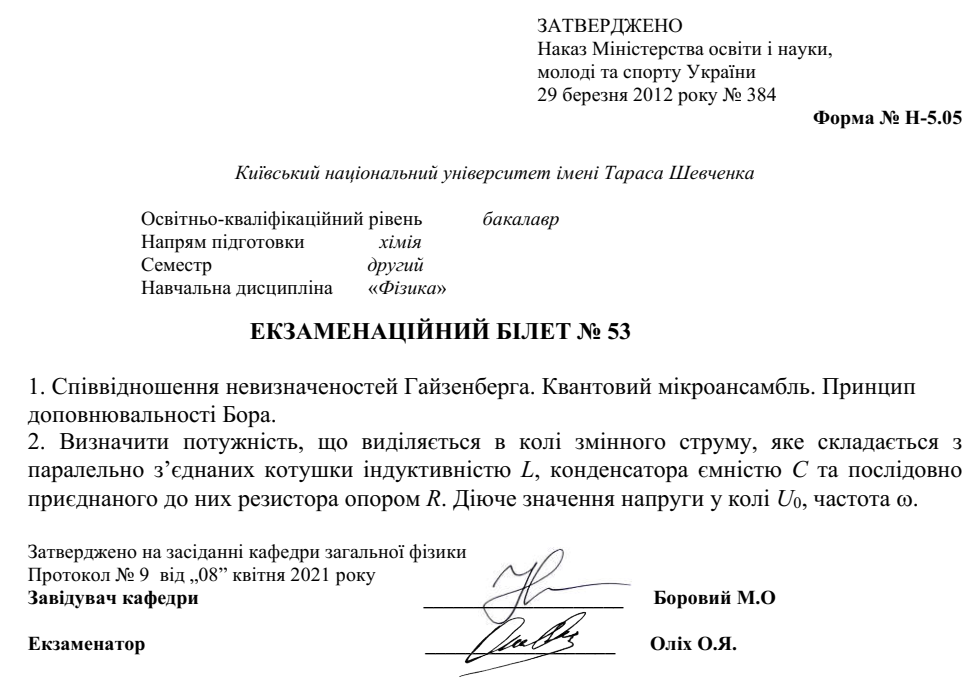 ЗАТВЕРДЖЕНО
Наказ Міністерства освіти і науки,
молоді та спорту України
29 березня 2012 року № 384
Форма № Н-5.05
Київський національний університет імені Тараса Шевченка
Освітньо-кваліфікаційний рівень бакалавр
Напрям підготовки хімія
Семестр другий
Навчальна дисципліна «Фізика»
ЕКЗАМЕНАЦІЙНИЙ БІЛЕТ № 53
1. Співвідношення невизначеностей Гайзенберга. Квантовий мікроансамбль. Принцип
доповнювальності Бора.
2. Визначити потужність, що виділяється в колі змінного струму, яке складається з
паралельно з’єднаних котушки індуктивністю L, конденсатора ємністю C та послідовно
приєднаного до них резистора опором R. Діюче значення напруги у колі U₀, частота ω.
Затверджено на засіданні кафедри загальної фізики
Протокол № 9 від „08” квітня 2021 року
Завідувач кафедри Боровий М.О
Екзаменатор Оліх О.Я.